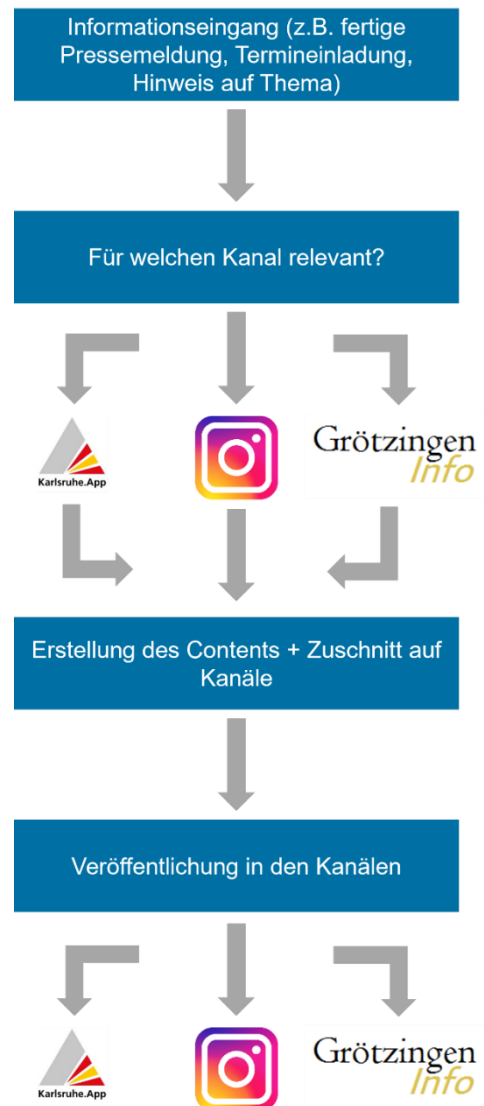 Informationseingang (z.B. fertige
Pressemeldung, Termineinladung,
Hinweis auf Thema)
Für welchen Kanal relevant?
Karlsruhe.App
Grötzingen
Info
Erstellung des Contents + Zuschnitt auf
Kanäle
Veröffentlichung in den Kanälen
Karlsruhe.App
Grötzingen
Info